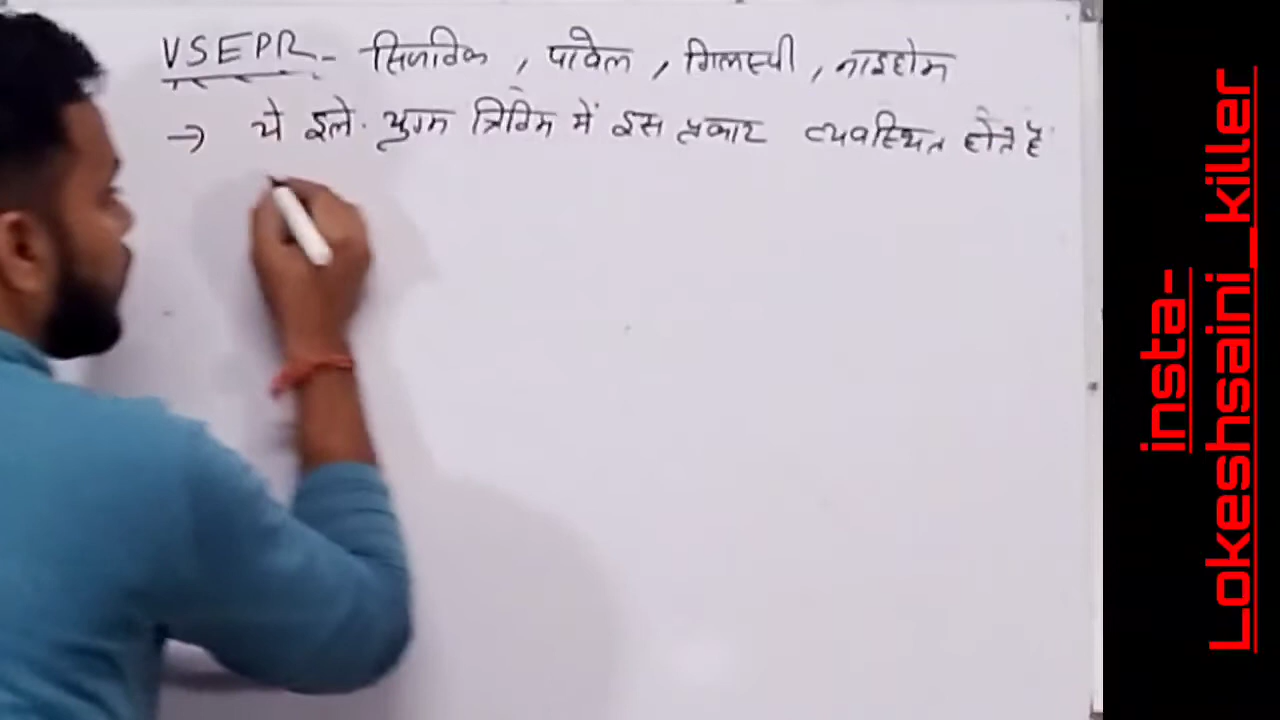 VSEPR - सिजविक , पावेल , गिलस्पी , नाइहोम
→ ये इले. युग्म त्रिविम में इस प्रकार व्यवस्थित होते है
insta-
Lokeshsaini_killer